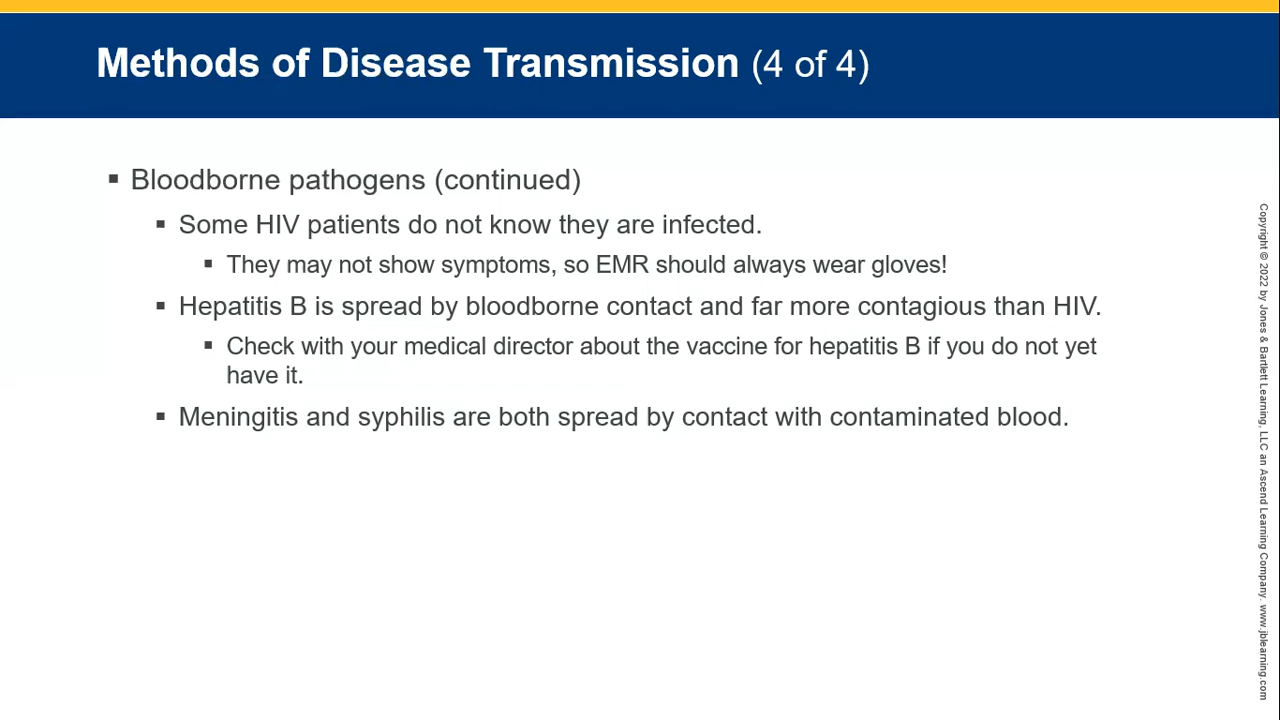 Methods of Disease Transmission (4 of 4)
▪ Bloodborne pathogens (continued)
▪ Some HIV patients do not know they are infected.
▪ They may not show symptoms, so EMR should always wear gloves!
▪ Hepatitis B is spread by bloodborne contact and far more contagious than HIV.
▪ Check with your medical director about the vaccine for hepatitis B if you do not yet
have it.
▪ Meningitis and syphilis are both spread by contact with contaminated blood.
Copyright © 2022 by Jones & Bartlett Learning, LLC an Ascend Learning Company. www.jblearning.com